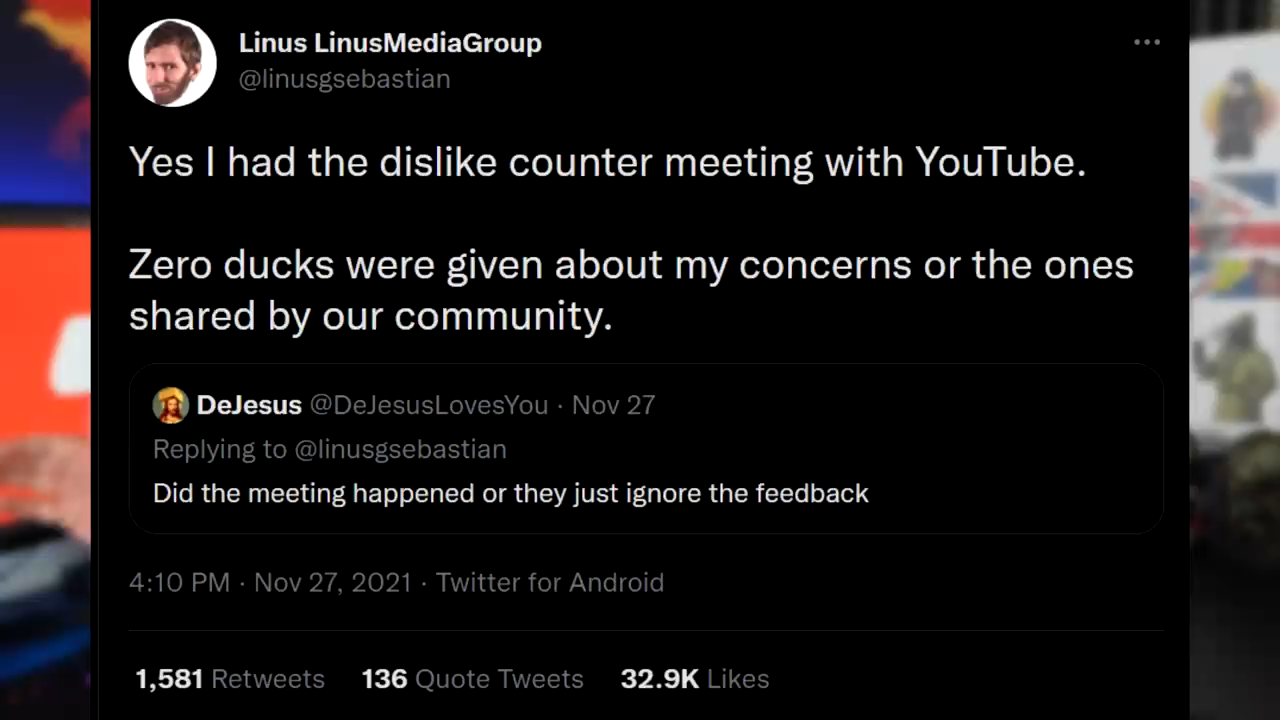 Linus LinusMediaGroup
@linusgsebastian
Yes I had the dislike counter meeting with YouTube.
Zero ducks were given about my concerns or the ones
shared by our community.
DeJesus @DeJesusLovesYou · Nov 27
Replying to @linusgsebastian
Did the meeting happened or they just ignore the feedback
4:10 PM · Nov 27, 2021 · Twitter for Android
1,581 Retweets 136 Quote Tweets 32.9K Likes